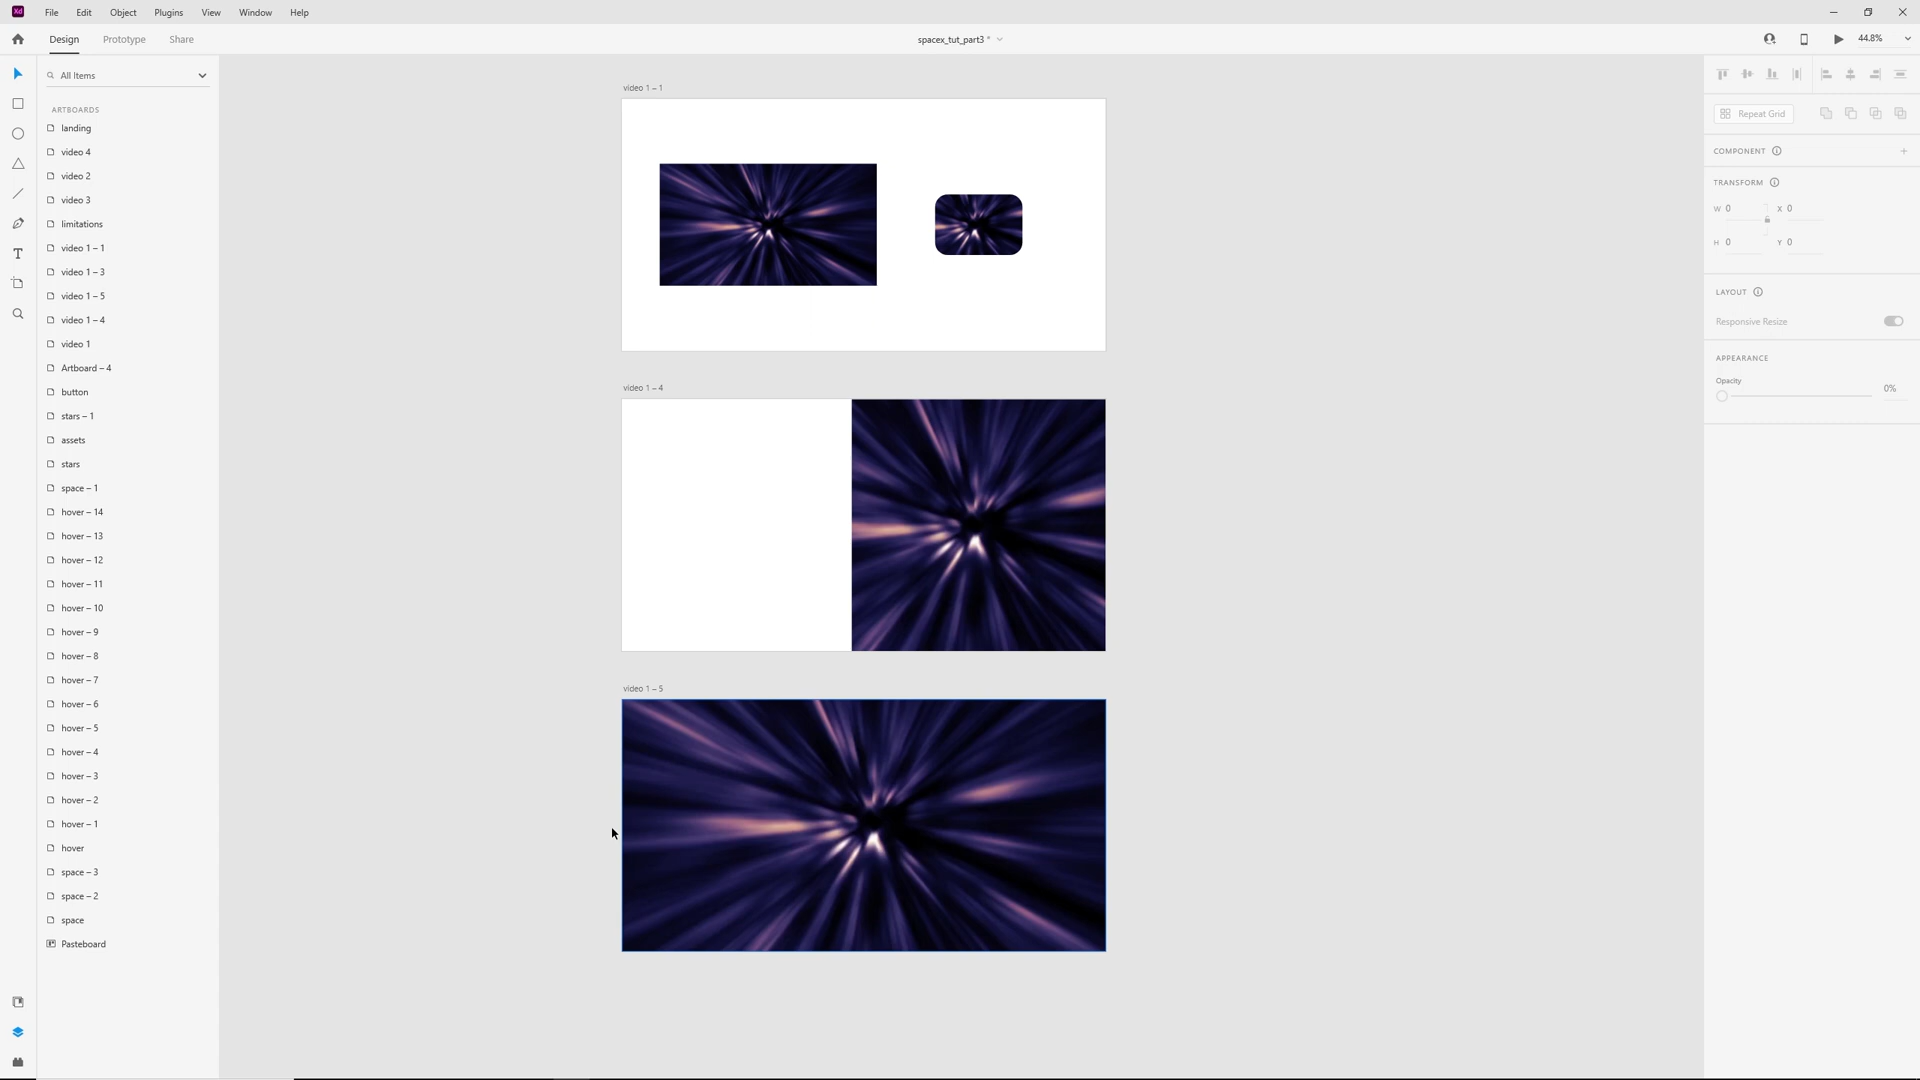 Xd File Edit Object Plugins View Window Help
Design Prototype Share spacex_tut_part3 * 44.8%
All Items
ARTBOARDS
landing
video 4
video 2
video 3
limitations
video 1 – 1
video 1 – 3
video 1 – 5
video 1 – 4
video 1
Artboard – 4
button
stars – 1
assets
stars
space – 1
hover – 14
hover – 13
hover – 12
hover – 11
hover – 10
hover – 9
hover – 8
hover – 7
hover – 6
hover – 5
hover – 4
hover – 3
hover – 2
hover – 1
hover
space – 3
space – 2
space
Pasteboard
video 1 – 1
video 1 – 4
video 1 – 5
Repeat Grid
COMPONENT
TRANSFORM
W 0 X 0
H 0 Y 0
LAYOUT
Responsive Resize
APPEARANCE
Opacity
0%